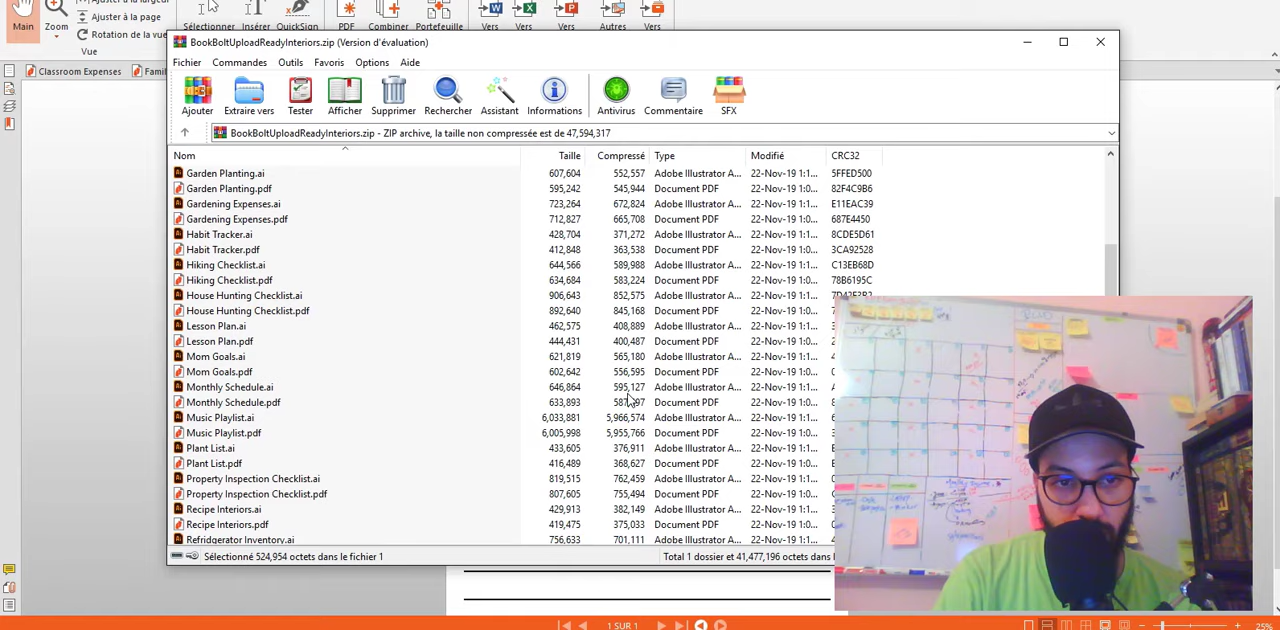 Ajuster à la largeur
Main Zoom Ajuster à la page Sélectionner Insérer QuickSign PDF Combiner Portefeuille Vers Vers Vers Autres Vers
Rotation de la vue
Vue
Classroom Expenses Famil
BookBoltUploadReadyInteriors.zip (Version d'évaluation)
Fichier Commandes Outils Favoris Options Aide
Ajouter Extraire vers Tester Afficher Supprimer Rechercher Assistant Informations Antivirus Commentaire SFX
BookBoltUploadReadyInteriors.zip - ZIP archive, la taille non compressée est de 47,594,317
Nom Taille Compressé Type Modifié CRC32
Garden Planting.ai 607,604 552,557 Adobe Illustrator A... 22-Nov-19 1:1... 5FFED500
Garden Planting.pdf 595,242 545,944 Document PDF 22-Nov-19 1:0... 82F4C9B6
Gardening Expenses.ai 723,264 672,824 Adobe Illustrator A... 22-Nov-19 1:1... E11EAC39
Gardening Expenses.pdf 712,827 665,708 Document PDF 22-Nov-19 1:0... 687E4450
Habit Tracker.ai 428,704 371,272 Adobe Illustrator A... 22-Nov-19 1:1... 8CDE5D61
Habit Tracker.pdf 412,848 363,538 Document PDF 22-Nov-19 1:0... 3CA92528
Hiking Checklist.ai 644,566 589,988 Adobe Illustrator A... 22-Nov-19 1:1... C13EB68D
Hiking Checklist.pdf 634,684 583,224 Document PDF 22-Nov-19 1:0... 78B6195C
House Hunting Checklist.ai 906,643 852,575 Adobe Illustrator A... 22-Nov-19 1:1...
House Hunting Checklist.pdf 892,640 845,168 Document PDF 22-Nov-19 1:0...
Lesson Plan.ai 462,575 408,889 Adobe Illustrator A... 22-Nov-19 1:1...
Lesson Plan.pdf 444,431 400,487 Document PDF 22-Nov-19 1:0...
Mom Goals.ai 621,819 565,180 Adobe Illustrator A... 22-Nov-19 1:1...
Mom Goals.pdf 602,642 556,595 Document PDF 22-Nov-19 1:0...
Monthly Schedule.ai 646,864 595,127 Adobe Illustrator A... 22-Nov-19 1:1...
Monthly Schedule.pdf 633,893 Document PDF 22-Nov-19 1:0...
Music Playlist.ai 6,033,881 5,966,574 Adobe Illustrator A... 22-Nov-19 1:1...
Music Playlist.pdf 6,005,998 5,955,766 Document PDF 22-Nov-19 1:0...
Plant List.ai 433,605 376,911 Adobe Illustrator A... 22-Nov-19 1:1...
Plant List.pdf 416,489 368,627 Document PDF 22-Nov-19 1:0...
Property Inspection Checklist.ai 819,515 762,459 Adobe Illustrator A... 22-Nov-19 1:1...
Property Inspection Checklist.pdf 807,605 755,494 Document PDF 22-Nov-19 1:0...
Recipe Interiors.ai 429,913 382,149 Adobe Illustrator A... 22-Nov-19 1:1...
Recipe Interiors.pdf 419,475 375,033 Document PDF 22-Nov-19 1:0...
Refridgerator Inventory.ai 756,633 701,111 Adobe Illustrator A... 22-Nov-19 1:1...
Sélectionné 524,954 octets dans le fichier 1 Total 1 dossier et 41,477,196 octets dans
1 SUR 1 25%